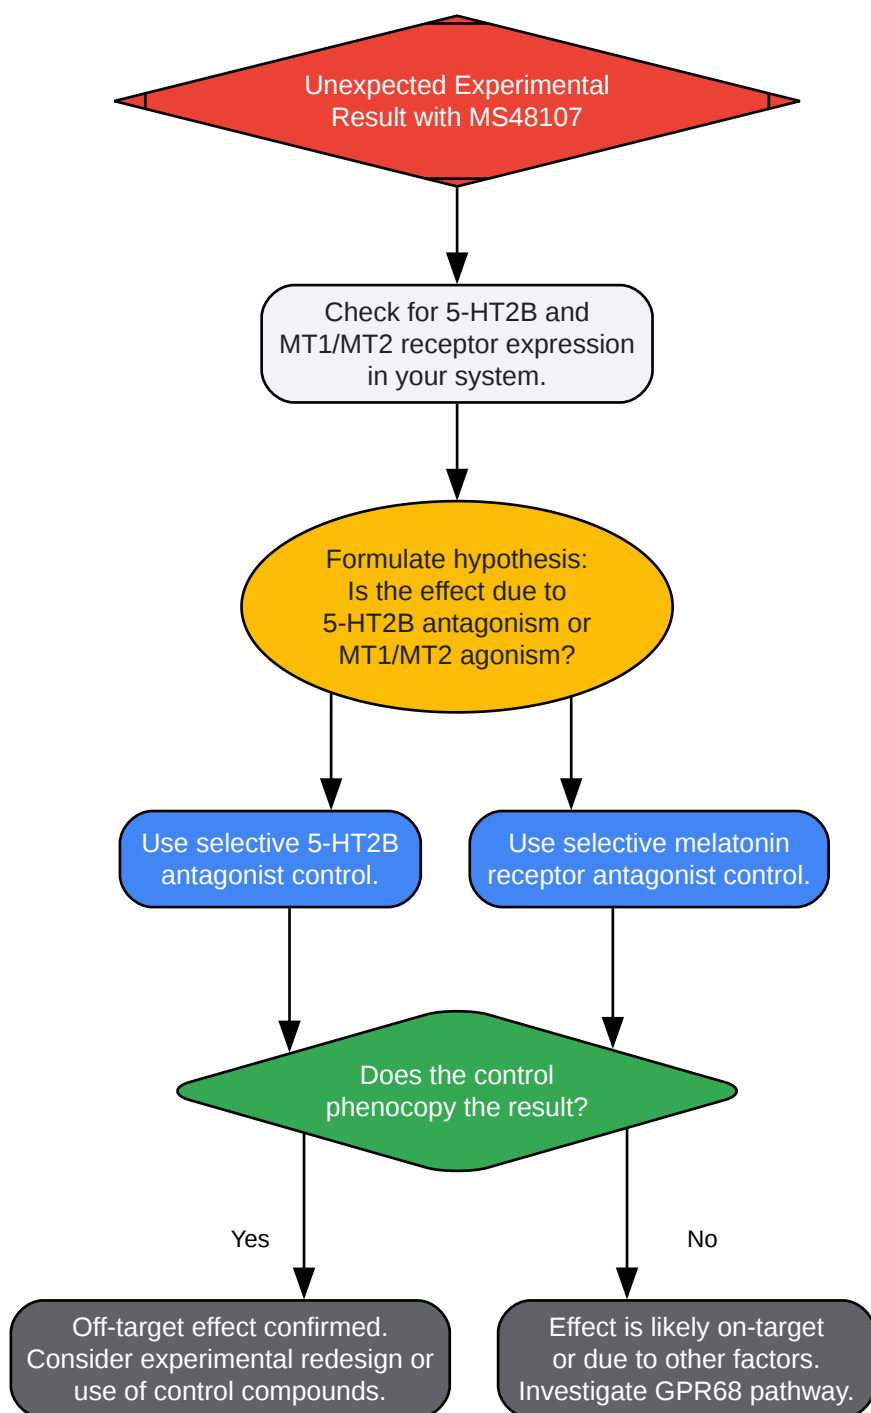 Unexpected Experimental
Result with MS48107
Check for 5-HT2B and
MT1/MT2 receptor expression
in your system.
Formulate hypothesis:
Is the effect due to
5-HT2B antagonism or
MT1/MT2 agonism?
Use selective 5-HT2B
antagonist control.
Use selective melatonin
receptor antagonist control.
Does the control
phenocopy the result?
Yes
No
Off-target effect confirmed.
Consider experimental redesign or
use of control compounds.
Effect is likely on-target
or due to other factors.
Investigate GPR68 pathway.